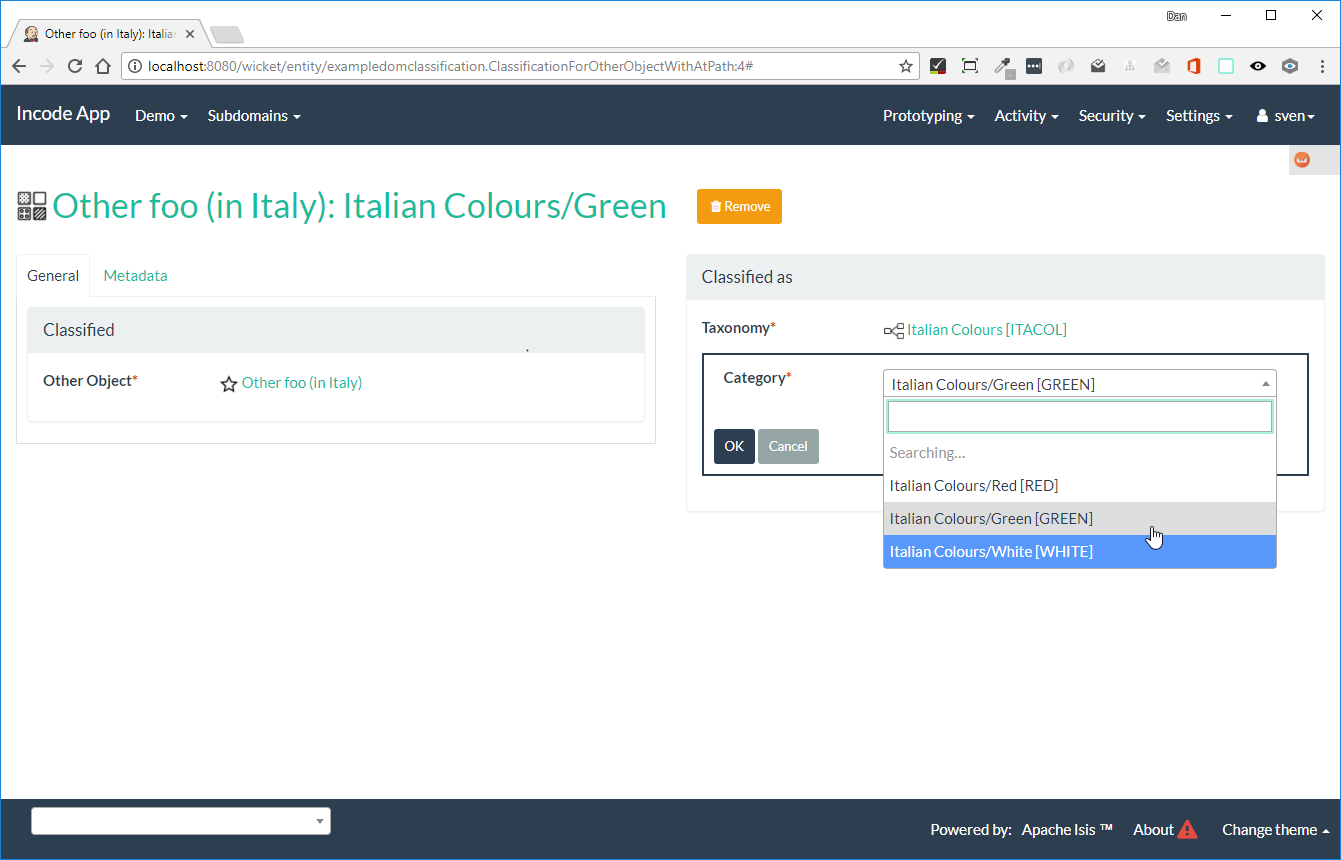 Dan
Other foo (in Italy): Italia
localhost:8080/wicket/entity/exampledomclassification.ClassificationForOtherObjectWithAtPath:4#
Incode App Demo Subdomains Prototyping Activity Security Settings sven
Other foo (in Italy): Italian Colours/Green Remove
General Metadata
Classified
Other Object* Other foo (in Italy)
Classified as
Taxonomy* Italian Colours [ITACOL]
Category* Italian Colours/Green [GREEN]
OK Cancel
Searching...
Italian Colours/Red [RED]
Italian Colours/Green [GREEN]
Italian Colours/White [WHITE]
Powered by: Apache Isis ™ About Change theme